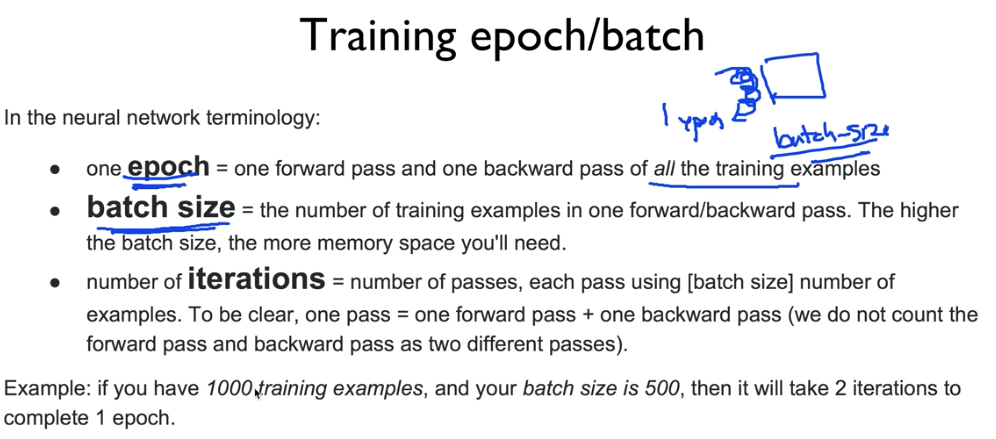 Training epoch/batch
1 epoch
batch-size
In the neural network terminology:
• one epoch = one forward pass and one backward pass of all the training examples
• batch size = the number of training examples in one forward/backward pass. The higher
the batch size, the more memory space you'll need.
• number of iterations = number of passes, each pass using [batch size] number of
examples. To be clear, one pass = one forward pass + one backward pass (we do not count the
forward pass and backward pass as two different passes).
Example: if you have 1000 training examples, and your batch size is 500, then it will take 2 iterations to
complete 1 epoch.